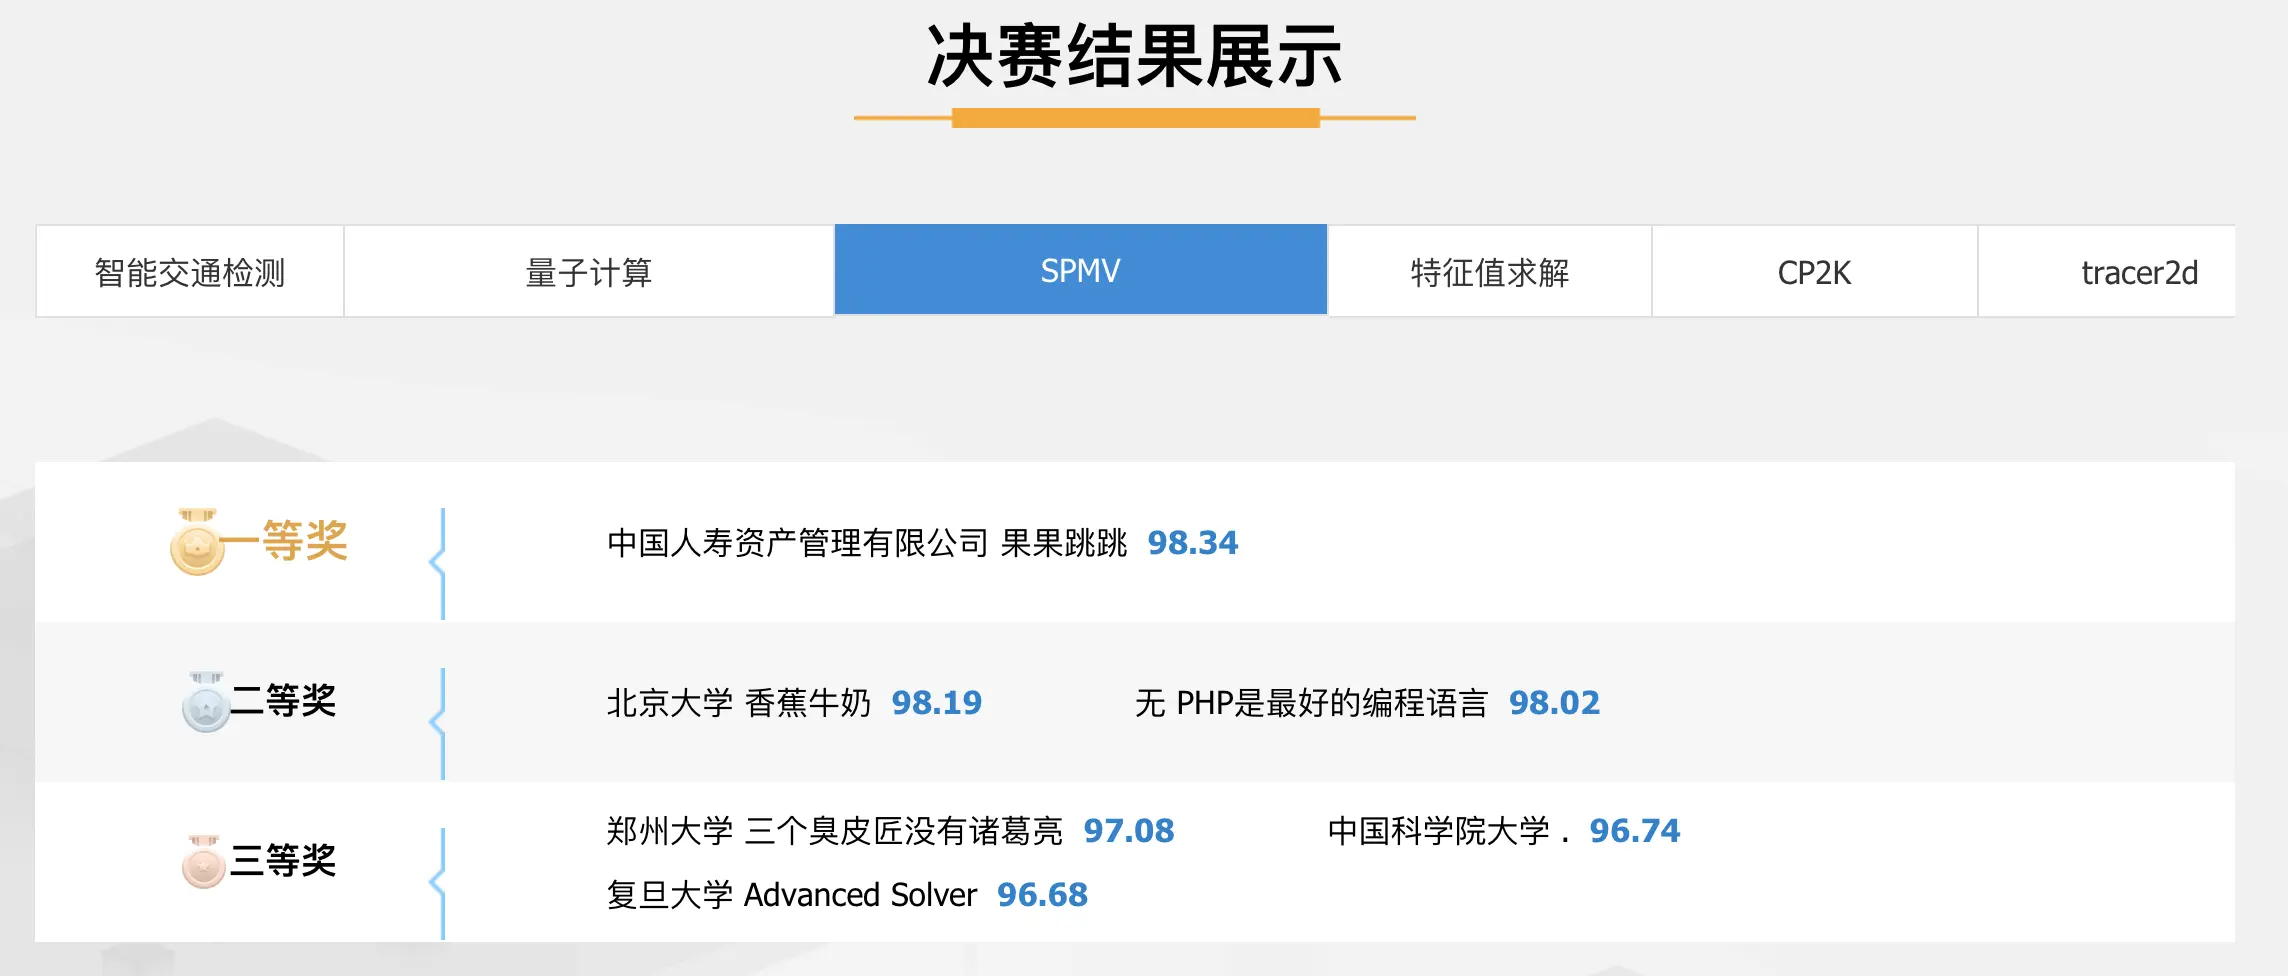 决赛结果展示
智能交通检测 量子计算 SPMV 特征值求解 CP2K tracer2d
一等奖 中国人寿资产管理有限公司 果果跳跳 98.34
二等奖 北京大学 香蕉牛奶 98.19 无 PHP是最好的编程语言 98.02
三等奖 郑州大学 三个臭皮匠没有诸葛亮 97.08 中国科学院大学 . 96.74
复旦大学 Advanced Solver 96.68